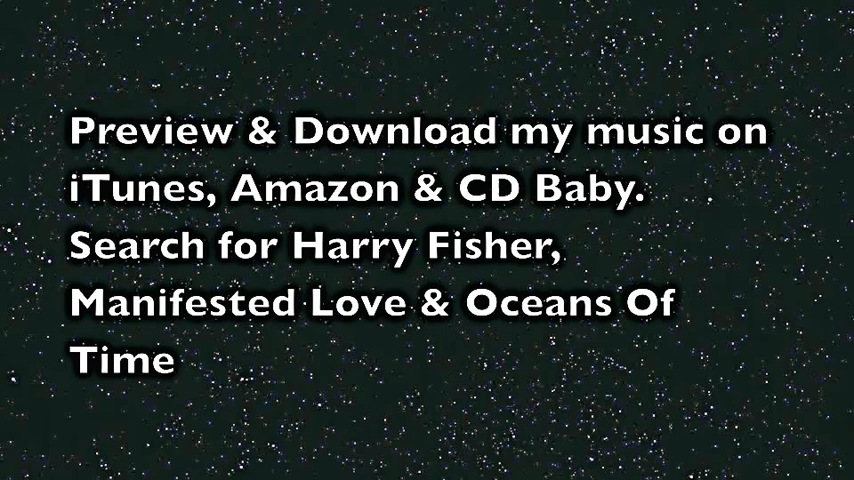 Preview & Download my music on
iTunes, Amazon & CD Baby.
Search for Harry Fisher,
Manifested Love & Oceans Of
Time